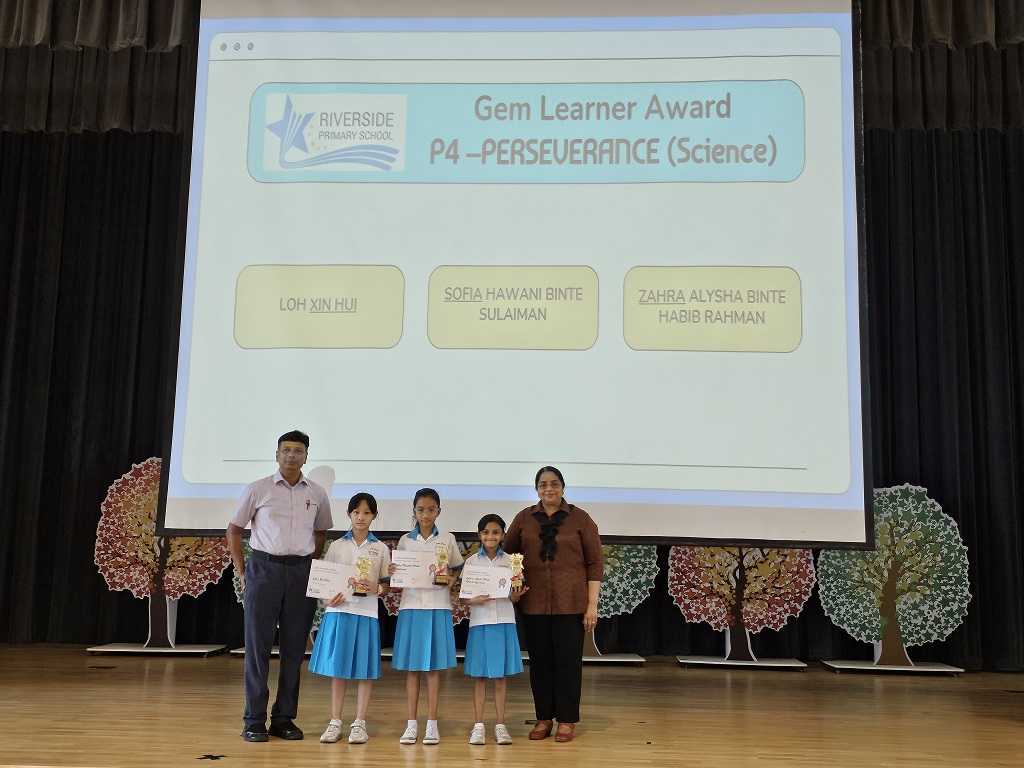 RIVERSIDE
PRIMARY SCHOOL
Gem Learner Award
P4 –PERSEVERANCE (Science)
LOH XIN HUI
SOFIA HAWANI BINTE
SULAIMAN
ZAHRA ALYSHA BINTE
HABIB RAHMAN